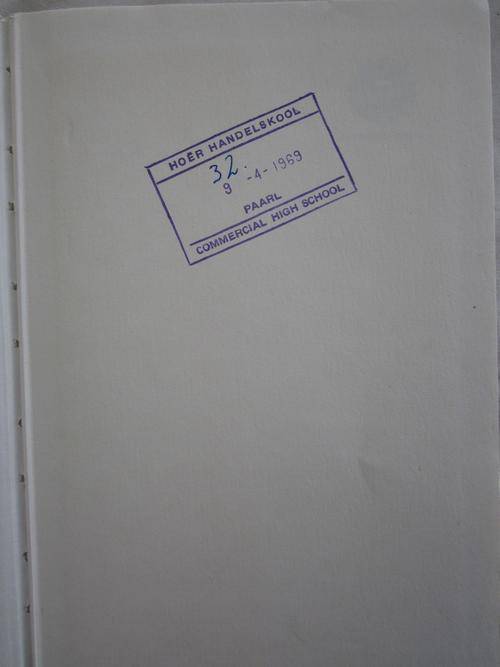 HOËR HANDELSKOOL
32.
9 -4-1969
PAARL
COMMERCIAL HIGH SCHOOL